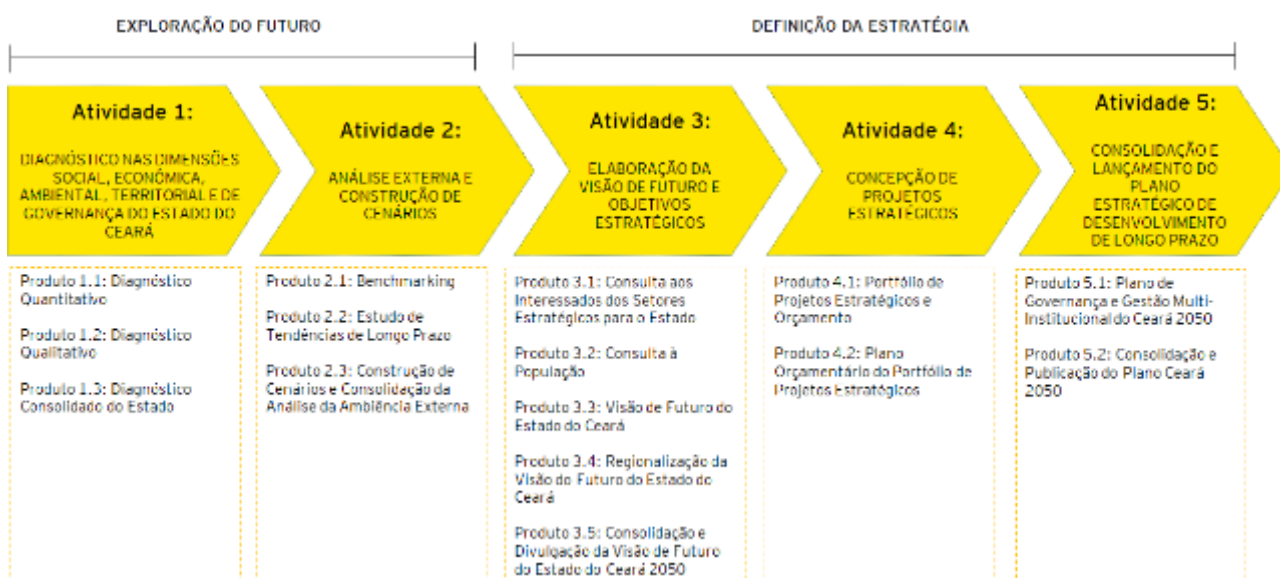 EXPLORAÇÃO DO FUTURO
DEFINIÇÃO DA ESTRATÉGIA
Atividade 1:
DIAGNÓSTICO NAS DIMENSÕES
SOCIAL, ECONÔMICA,
AMBIENTAL, TERRITORIAL E DE
GOVERNANÇA DO ESTADO DO
CEARÁ
Produto 1.1: Diagnóstico
Quantitativo
Produto 1.2: Diagnóstico
Qualitativo
Produto 1.3: Diagnóstico
Consolidado do Estado
Atividade 2:
ANÁLISE EXTERNA E
CONSTRUÇÃO DE
CENÁRIOS
Produto 2.1: Benchmarking
Produto 2.2: Estudo de
Tendências de Longo Prazo
Produto 2.3: Construção de
Cenários e Consolidação da
Análise da Ambiência Externa
Atividade 3:
ELABORAÇÃO DA
VISÃO DE FUTURO E
OBJETIVOS
ESTRATÉGICOS
Produto 3.1: Consulta aos
Interessados dos Setores
Estratégicos para o Estado
Produto 3.2: Consulta à
População
Produto 3.3: Visão de Futuro do
Estado do Ceará
Produto 3.4: Regionalização da
Visão do Futuro do Estado do
Ceará
Produto 3.5: Consolidação e
Divulgação da Visão de Futuro
do Estado do Ceará 2050
Atividade 4:
CONCEPÇÃO DE
PROJETOS
ESTRATÉGICOS
Produto 4.1: Portfólio de
Projetos Estratégicos e
Orçamento
Produto 4.2: Plano
Orçamentário do Portfólio de
Projetos Estratégicos
Atividade 5:
CONSOLIDAÇÃO E
LANÇAMENTO DO
PLANO
ESTRATÉGICO DE
DESENVOLVIMENTO
DE LONGO PRAZO
Produto 5.1: Plano de
Governança e Gestão Multi-
Institucional do Ceará 2050
Produto 5.2: Consolidação e
Publicação do Plano Ceará
2050